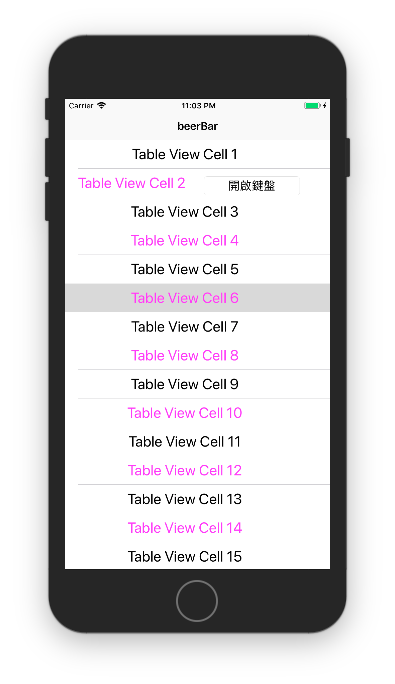 Carrier 11:03 PM
beerBar
Table View Cell 1
Table View Cell 2 開啟鍵盤
Table View Cell 3
Table View Cell 4
Table View Cell 5
Table View Cell 6
Table View Cell 7
Table View Cell 8
Table View Cell 9
Table View Cell 10
Table View Cell 11
Table View Cell 12
Table View Cell 13
Table View Cell 14
Table View Cell 15